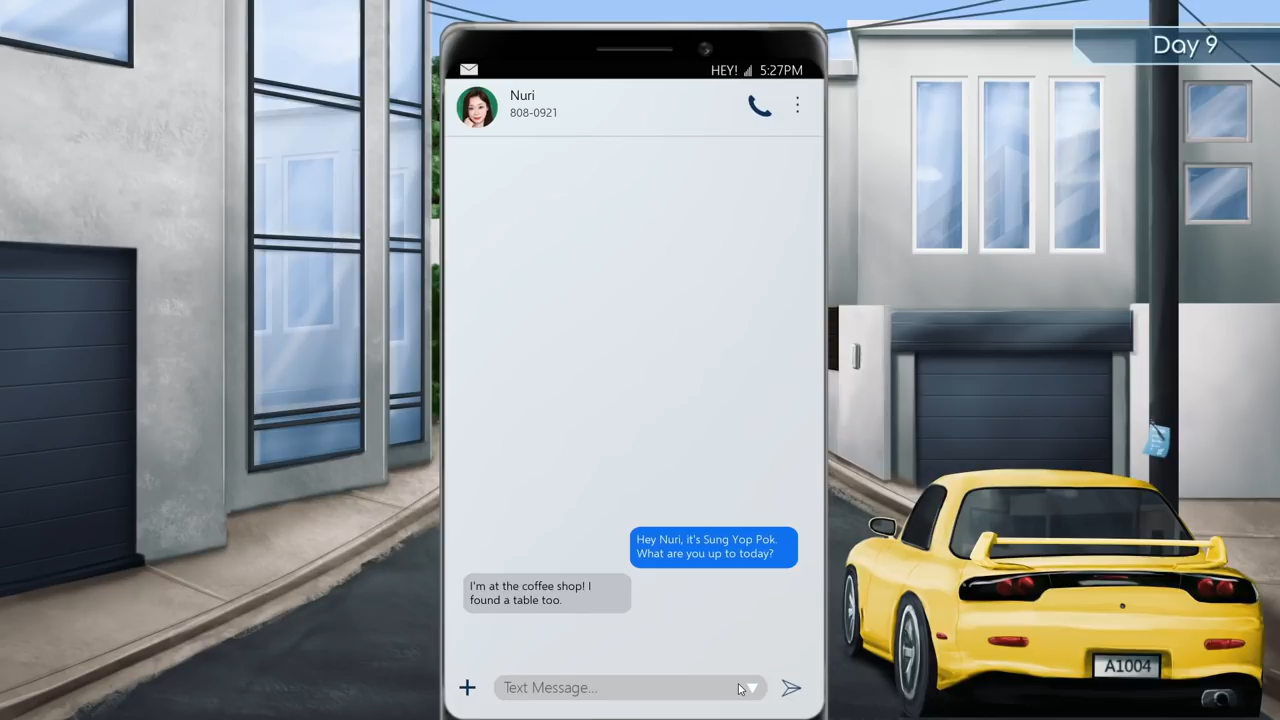 Day 9
HEY! 5:27PM
Nuri
808-0921
Hey Nuri, it's Sung Yop Pok.
What are you up to today?
I'm at the coffee shop! I
found a table too.
Text Message...
A1004